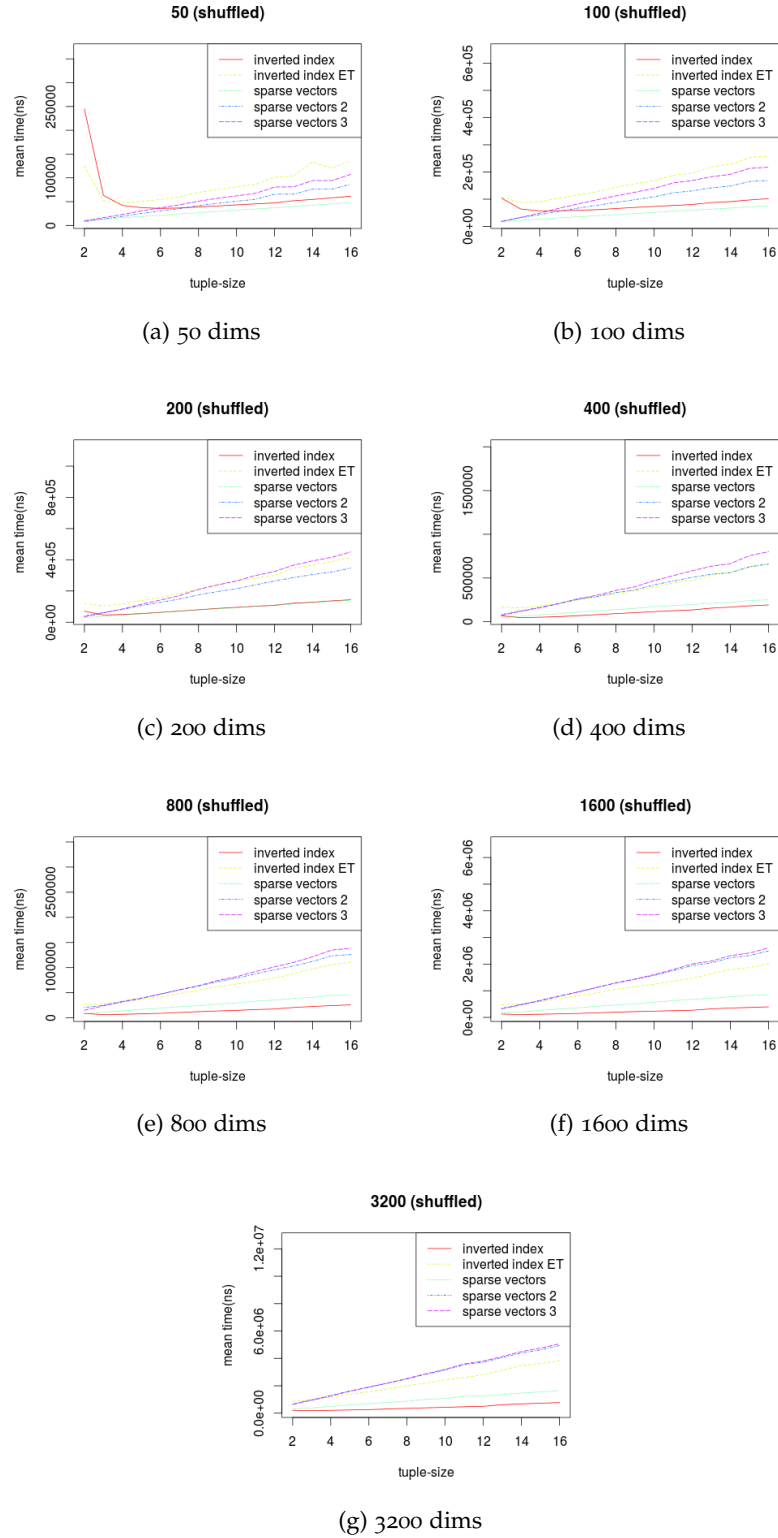 50 (shuffled)
mean time(ns)
0
100000
250000
inverted index
inverted index ET
sparse vectors
sparse vectors 2
sparse vectors 3
2 4 6 8 10 12 14 16
tuple-size
(a) 50 dims
100 (shuffled)
mean time(ns)
0e+00
2e+05
4e+05
6e+05
inverted index
inverted index ET
sparse vectors
sparse vectors 2
sparse vectors 3
2 4 6 8 10 12 14 16
tuple-size
(b) 100 dims
200 (shuffled)
mean time(ns)
0e+00
4e+05
8e+05
inverted index
inverted index ET
sparse vectors
sparse vectors 2
sparse vectors 3
2 4 6 8 10 12 14 16
tuple-size
(c) 200 dims
400 (shuffled)
mean time(ns)
0
500000
1500000
inverted index
inverted index ET
sparse vectors
sparse vectors 2
sparse vectors 3
2 4 6 8 10 12 14 16
tuple-size
(d) 400 dims
800 (shuffled)
mean time(ns)
0
1000000
2500000
inverted index
inverted index ET
sparse vectors
sparse vectors 2
sparse vectors 3
2 4 6 8 10 12 14 16
tuple-size
(e) 800 dims
1600 (shuffled)
mean time(ns)
0e+00
2e+06
4e+06
6e+06
inverted index
inverted index ET
sparse vectors
sparse vectors 2
sparse vectors 3
2 4 6 8 10 12 14 16
tuple-size
(f) 1600 dims
3200 (shuffled)
mean time(ns)
0.0e+00
6.0e+06
1.2e+07
inverted index
inverted index ET
sparse vectors
sparse vectors 2
sparse vectors 3
2 4 6 8 10 12 14 16
tuple-size
(g) 3200 dims